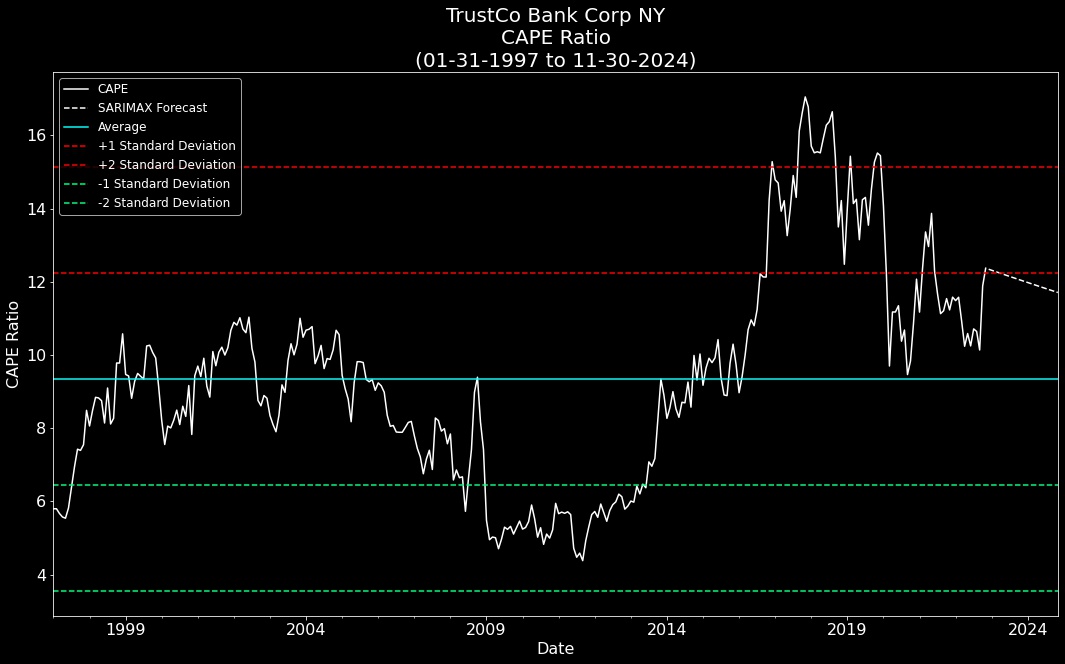 TrustCo Bank Corp NY
CAPE Ratio
(01-31-1997 to 11-30-2024)
CAPE
SARIMAX Forecast
Average
+1 Standard Deviation
+2 Standard Deviation
-1 Standard Deviation
-2 Standard Deviation
CAPE Ratio
16
14
12
10
8
6
4
1999
2004
2009
2014
2019
2024
Date